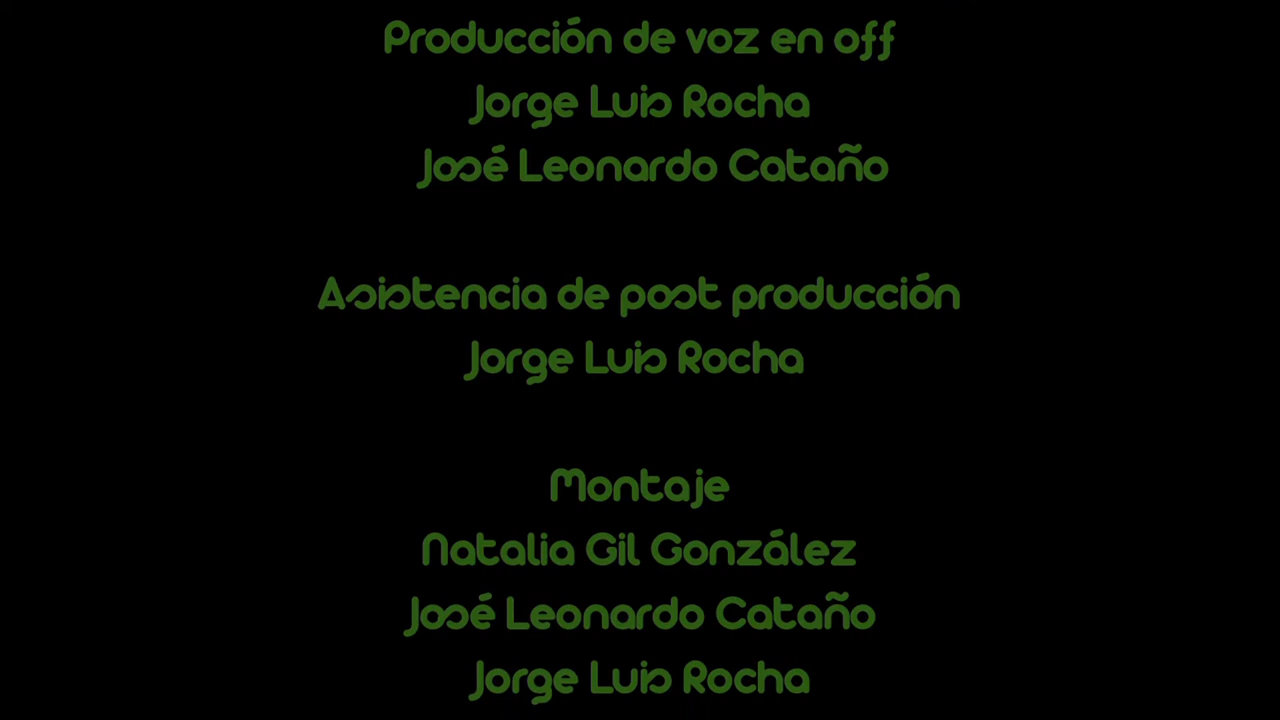 Producción de voz en off
Jorge Luis Rocha
José Leonardo Cataño
Asistencia de post producción
Jorge Luis Rocha
Montaje
Natalia Gil González
José Leonardo Cataño
Jorge Luis Rocha